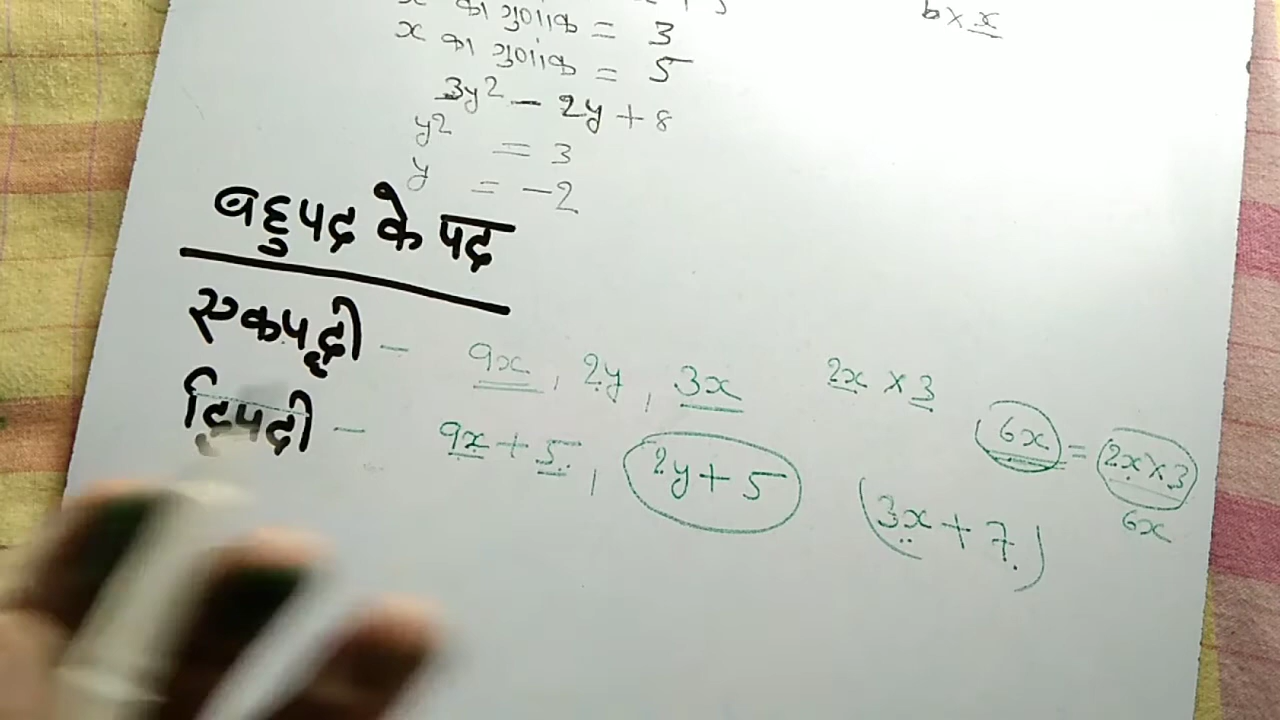 x का गुणांक = 3
x का गुणांक = 5
3y² - 2y + 8
y² = 3
y = -2
बहुपद के पद
एकपद्दी - 9x, 2y, 3x 2x × 3
6x = 2x × 3
6x
द्विपदी - 9x + 5, 2y + 5 (3x + 7)